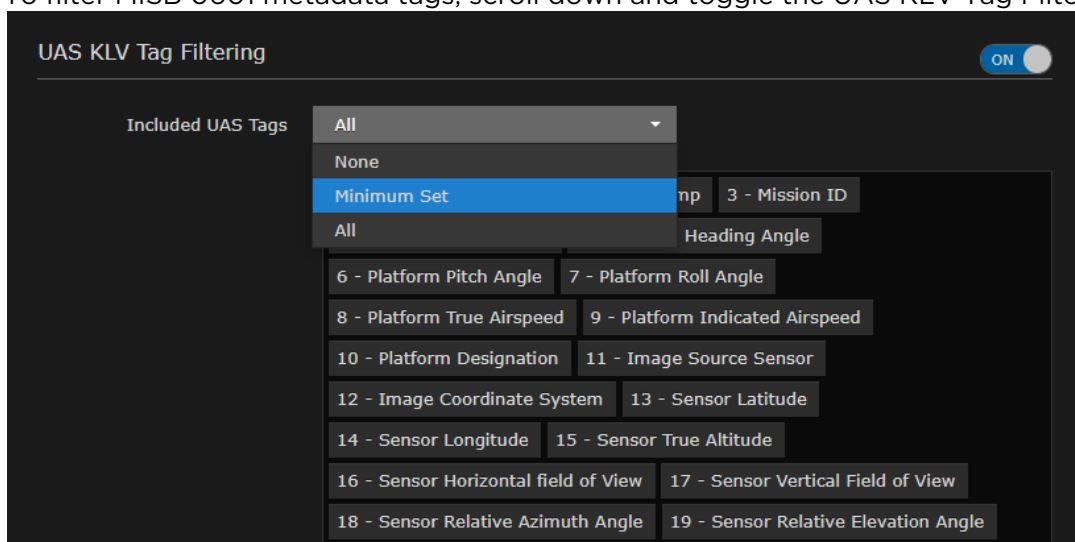 UAS KLV Tag Filtering
ON
Included UAS Tags All
None
Minimum Set mp 3 - Mission ID
All Heading Angle
6 - Platform Pitch Angle 7 - Platform Roll Angle
8 - Platform True Airspeed 9 - Platform Indicated Airspeed
10 - Platform Designation 11 - Image Source Sensor
12 - Image Coordinate System 13 - Sensor Latitude
14 - Sensor Longitude 15 - Sensor True Altitude
16 - Sensor Horizontal field of View 17 - Sensor Vertical Field of View
18 - Sensor Relative Azimuth Angle 19 - Sensor Relative Elevation Angle